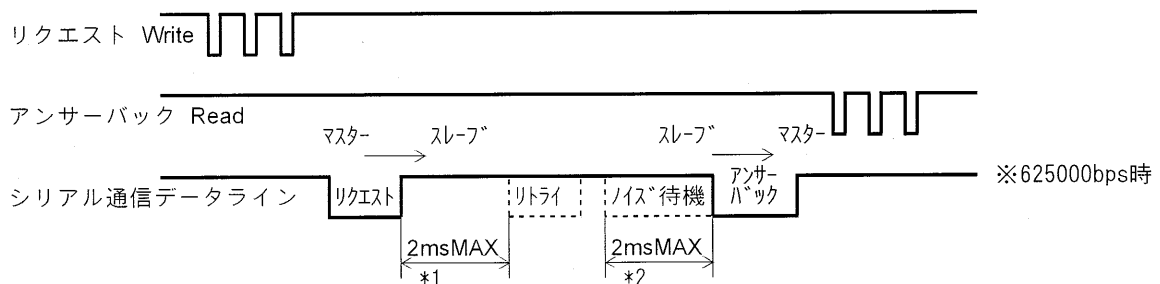 リクエスト Write
アンサーバック Read
マスター スレーブ スレーブ マスター
シリアル通信データライン リクエスト リトライ ノイズ待機 アンサーバック ※625000bps時
2msMAX 2msMAX
*1 *2